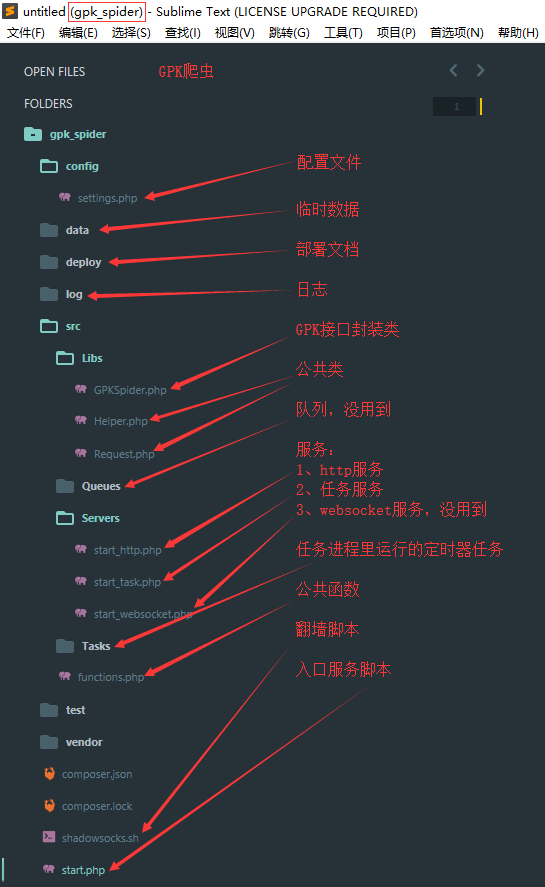 untitled (gpk_spider) - Sublime Text (LICENSE UPGRADE REQUIRED)
文件(F) 编辑(E) 选择(S) 查找(I) 视图(V) 跳转(G) 工具(T) 项目(P) 首选项(N) 帮助(H)
OPEN FILES GPK爬虫
FOLDERS 1
gpk_spider
config 配置文件
settings.php
data 临时数据
deploy 部署文档
log 日志
src GPK接口封装类
Libs 公共类
GPKSpider.php
Helper.php 队列，没用到
Request.php 服务：
1、http服务
Queues 2、任务服务
Servers 3、websocket服务，没用到
start_http.php 任务进程里运行的定时器任务
start_task.php 公共函数
start_websocket.php 翻墙脚本
Tasks 入口服务脚本
functions.php
test
vendor
composer.json
composer.lock
shadowsocks.sh
start.php